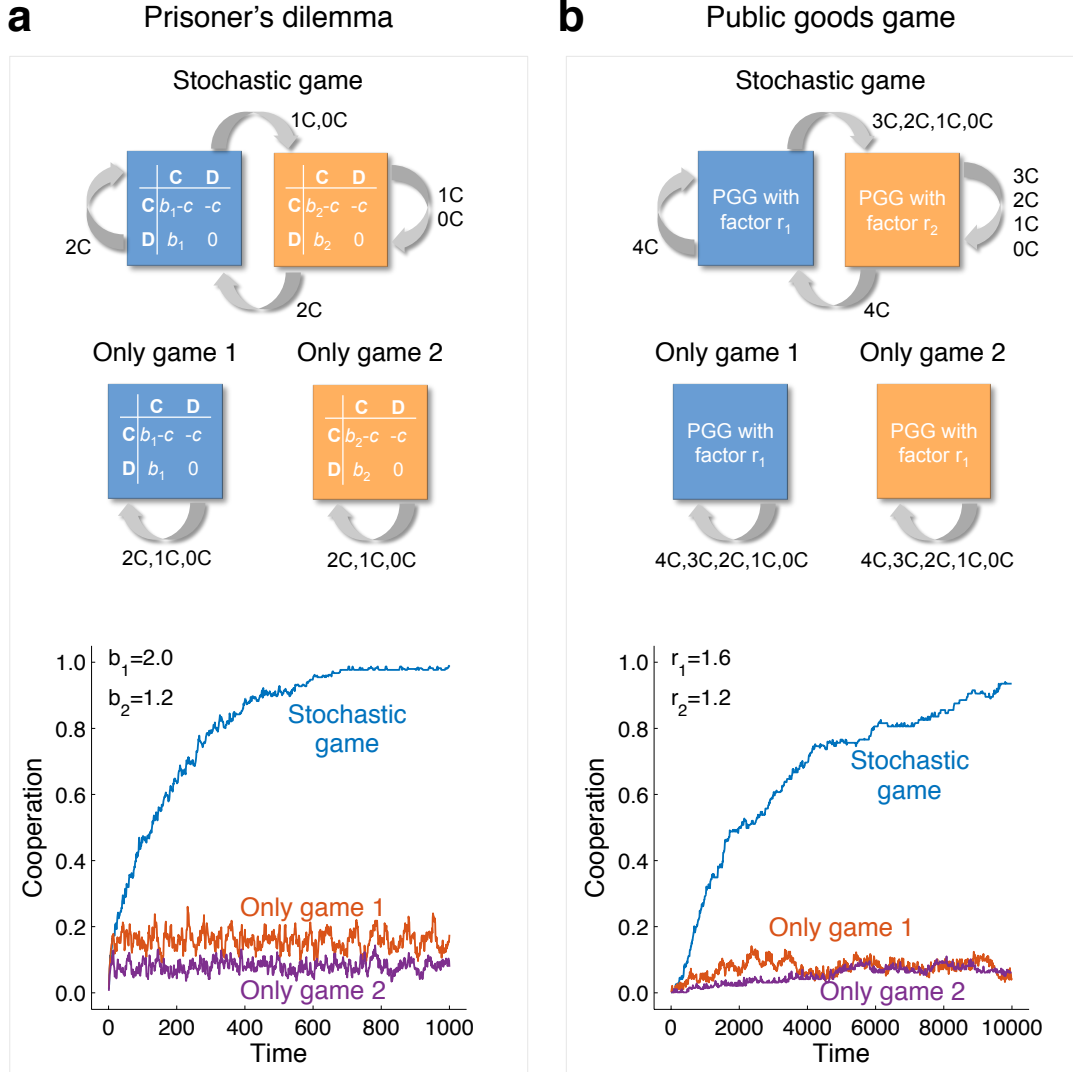 a Prisoner's dilemma
Stochastic game
1C,0C
C D
C b₁-c -c
D b₁ 0
C D
C b₂-c -c
D b₂ 0
2C
1C
0C
2C
Only game 1
Only game 2
C D
C b₁-c -c
D b₁ 0
C D
C b₂-c -c
D b₂ 0
2C,1C,0C
2C,1C,0C
Cooperation
1.0
0.8
0.6
0.4
0.2
0.0
b₁=2.0
b₂=1.2
Stochastic
game
Only game 1
Only game 2
0 200 400 600 800 1000
Time
b Public goods game
Stochastic game
3C,2C,1C,0C
PGG with
factor r₁
PGG with
factor r₂
4C
3C
2C
1C
0C
4C
Only game 1
Only game 2
PGG with
factor r₁
PGG with
factor r₁
4C,3C,2C,1C,0C
4C,3C,2C,1C,0C
Cooperation
1.0
0.8
0.6
0.4
0.2
0.0
r₁=1.6
r₂=1.2
Stochastic
game
Only game 1
Only game 2
0 2000 4000 6000 8000 10000
Time